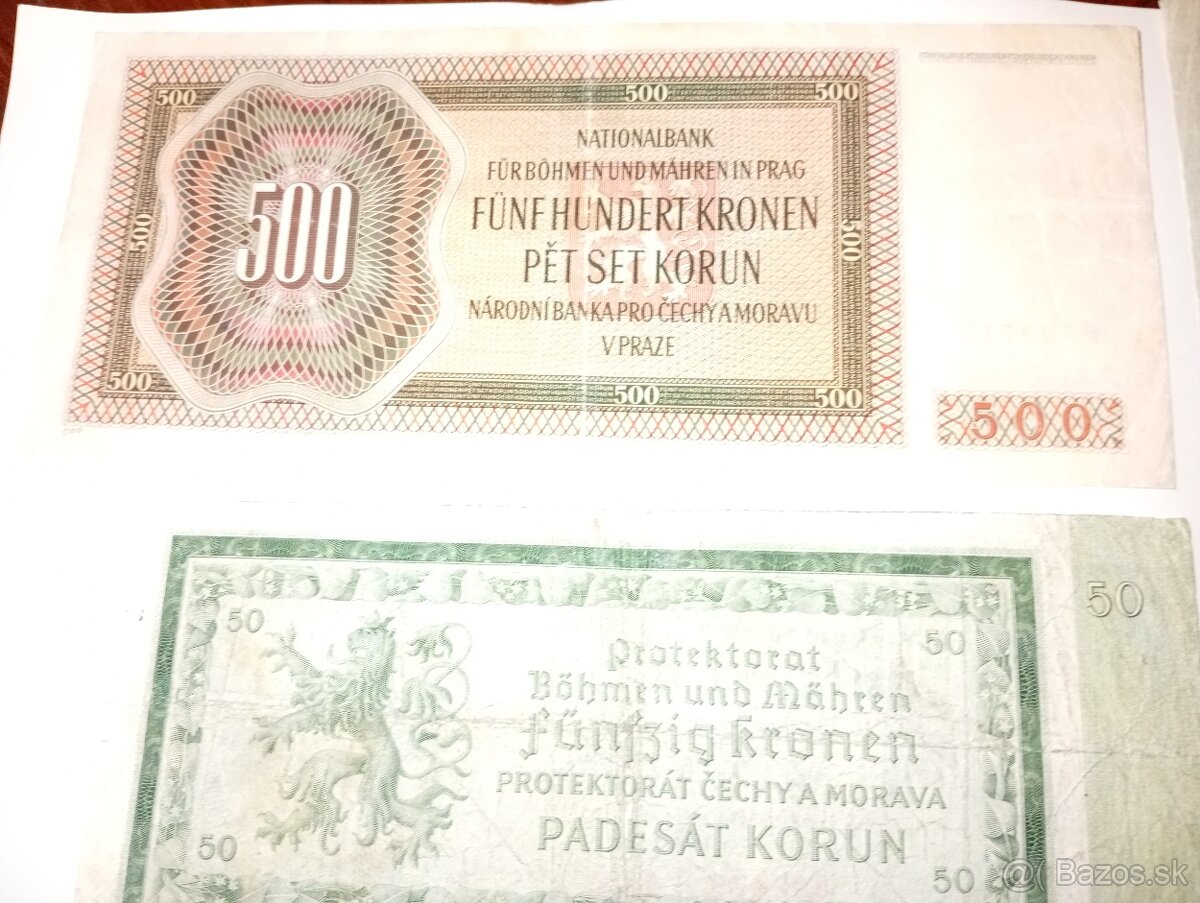 500 500 500
NATIONALBANK
FÜR BÖHMEN UND MÄHREN IN PRAG
FÜNF HUNDERT KRONEN
PĚT SET KORUN
NÁRODNÍ BANKA PRO ČECHY A MORAVU
V PRAZE
500
500
500
500 500 500
500
50
50
50
Protektorat
Böhmen und Mähren
fünfzig kronen
PROTEKTORÁT ČECHY A MORAVA
PADESÁT KORUN
50
50
@( Bazos.sk